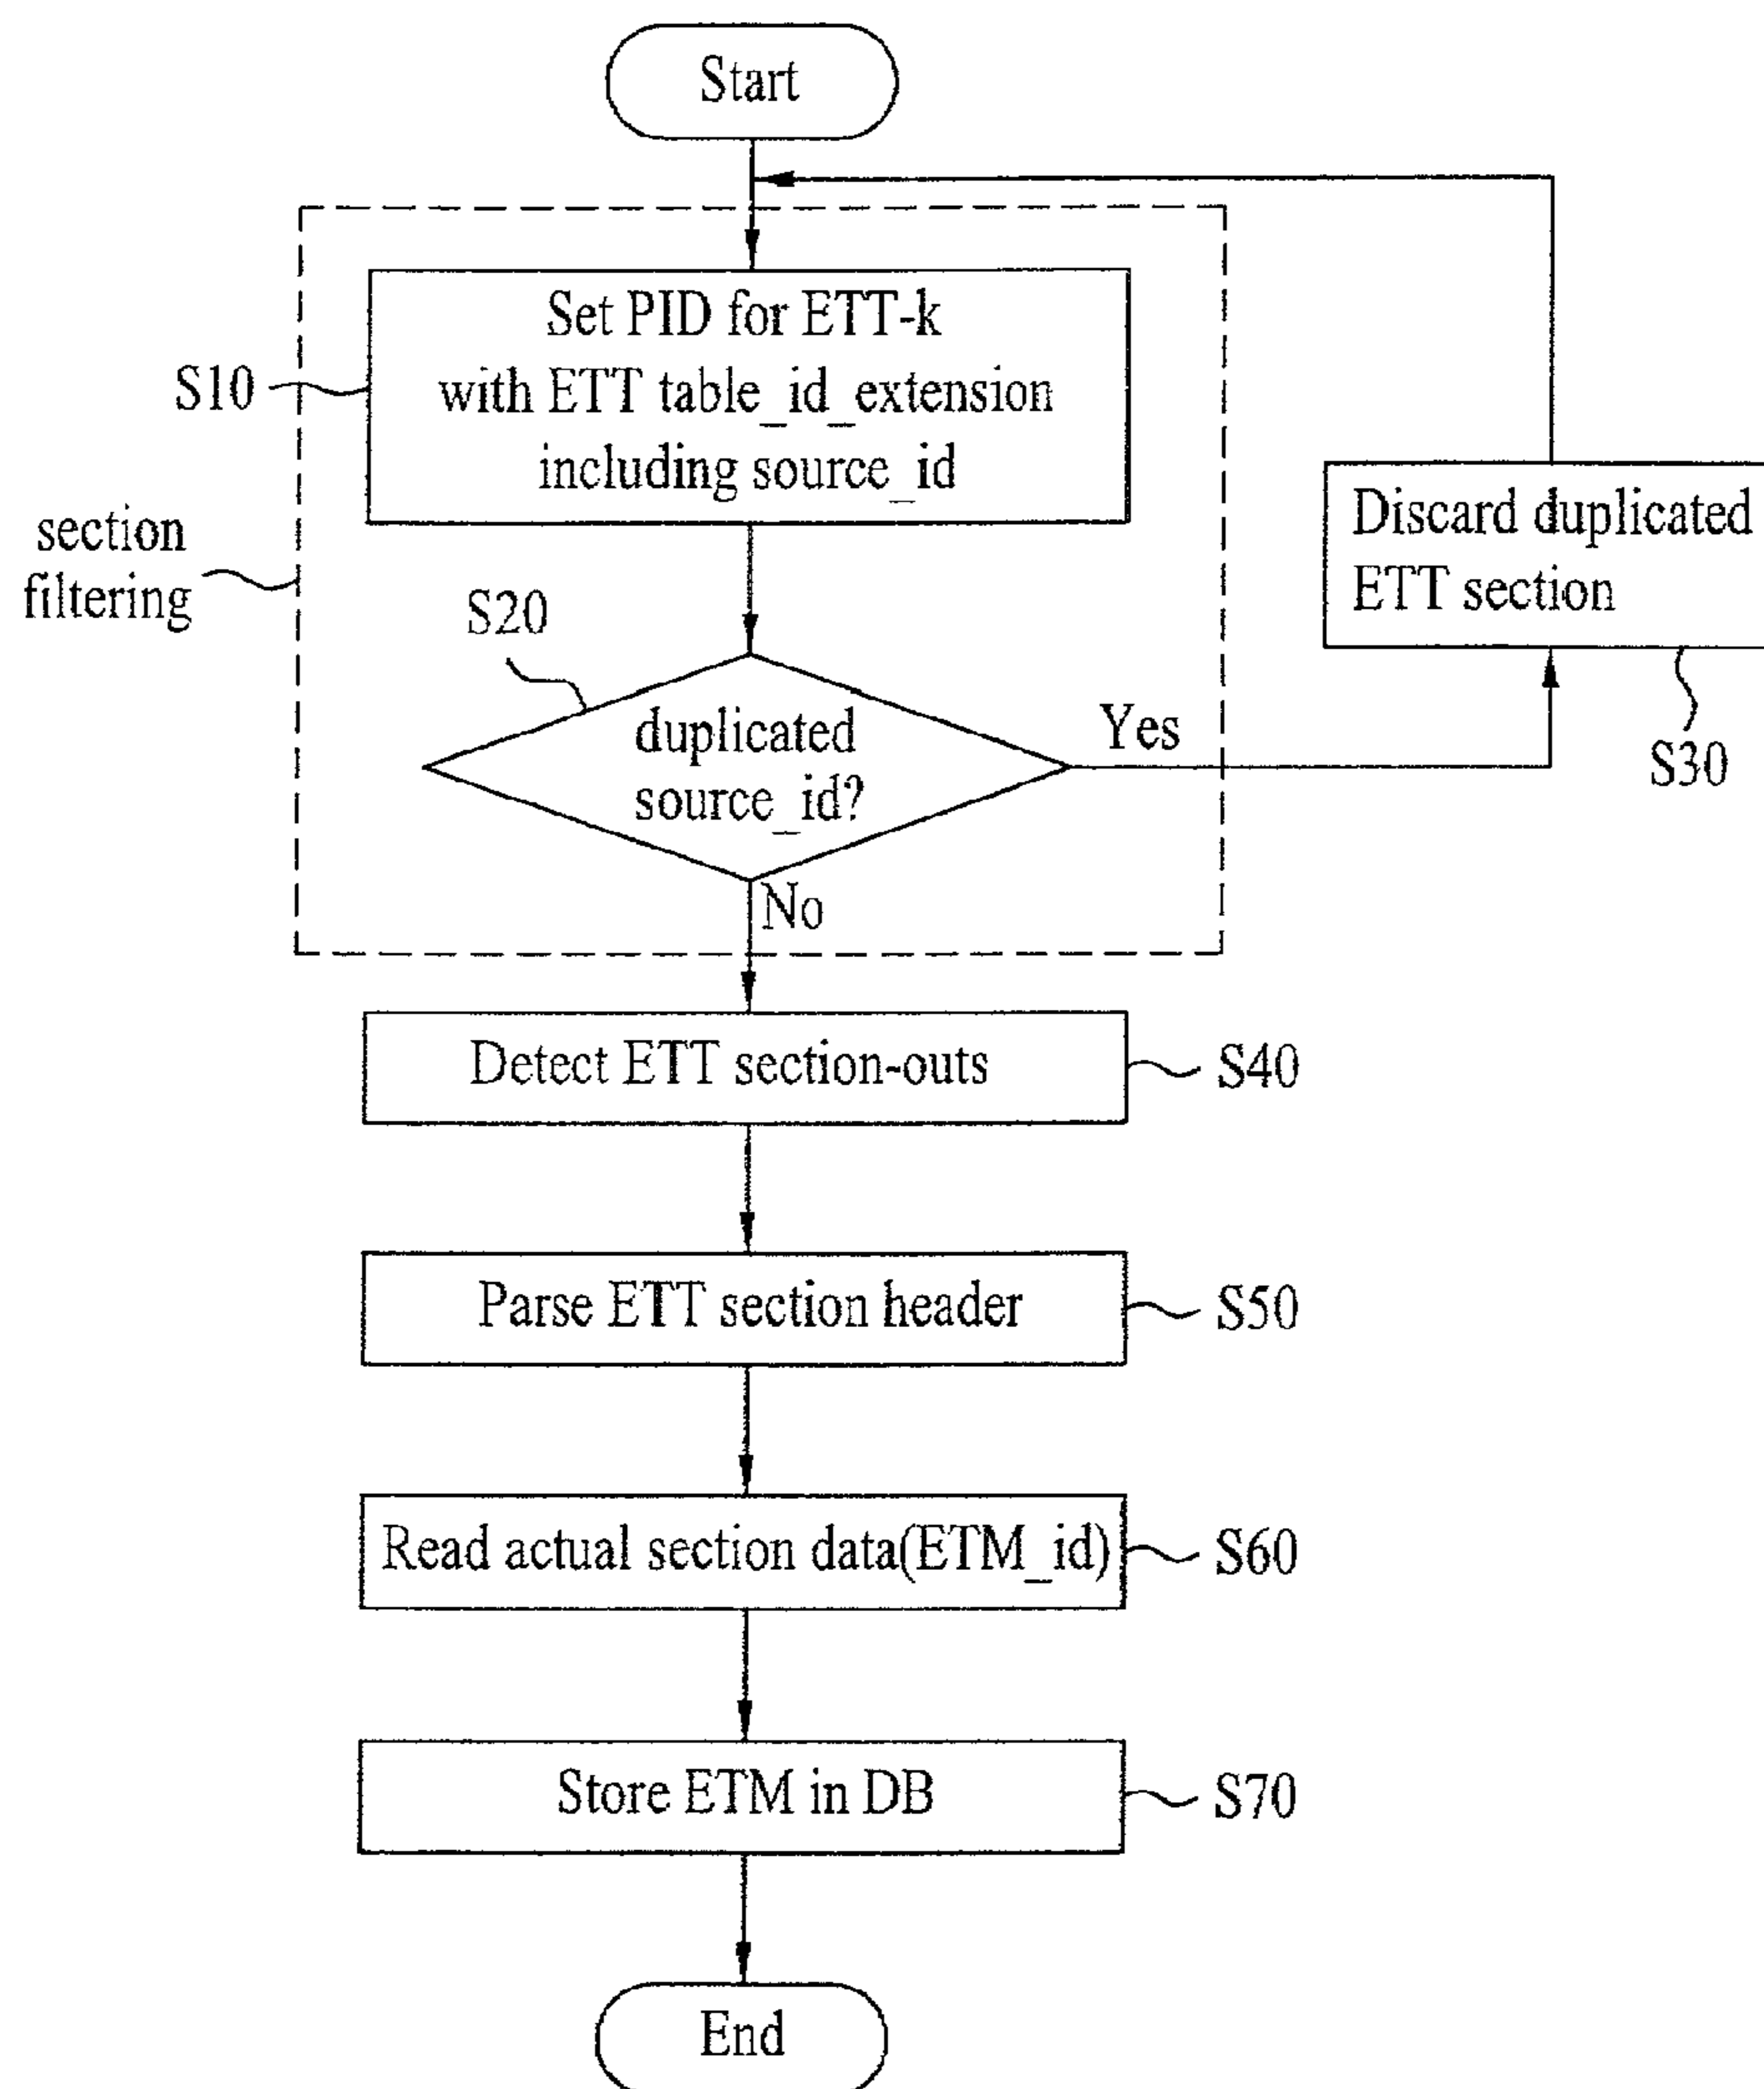 Start
Set PID for ETT-k
with ETT table_id_extension
including source_id
S10
section
filtering
S20
duplicated
source_id?
Yes
No
Discard duplicated
ETT section
S30
Detect ETT section-outs
S40
Parse ETT section header
S50
Read actual section data(ETM_id)
S60
Store ETM in DB
S70
End